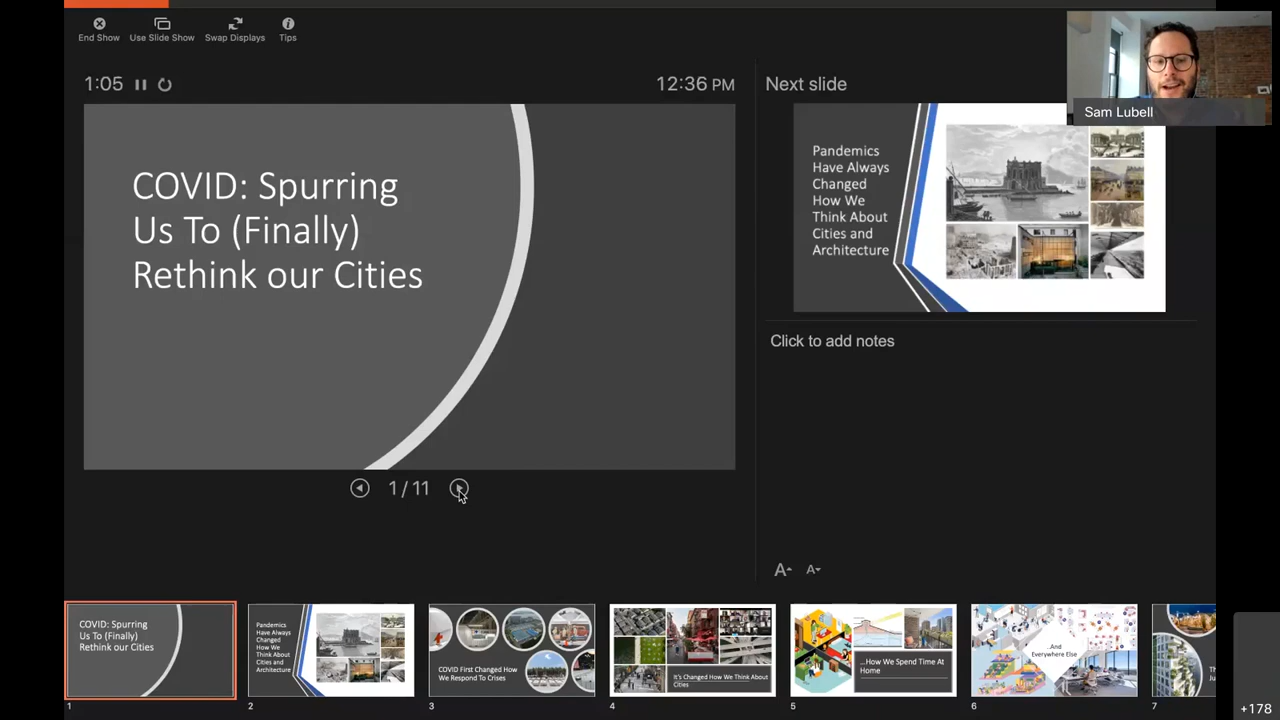 End Show
Use Slide Show
Swap Displays
Tips
1:05
12:36 PM
COVID: Spurring
Us To (Finally)
Rethink our Cities
1 / 11
Next slide
Sam Lubell
Pandemics
Have Always
Changed
How We
Think About
Cities and
Architecture
Click to add notes
A
A
COVID: Spurring
Us To (Finally)
Rethink our Cities
Pandemics
Have Always
Changed
How We
Think About
Cities and
Architecture
COVID First Changed How
We Respond To Crises
It's Changed How We Think About
Cities
...How We Spend Time At
Home
...And
Everywhere Else
1
2
3
4
5
6
7
+178